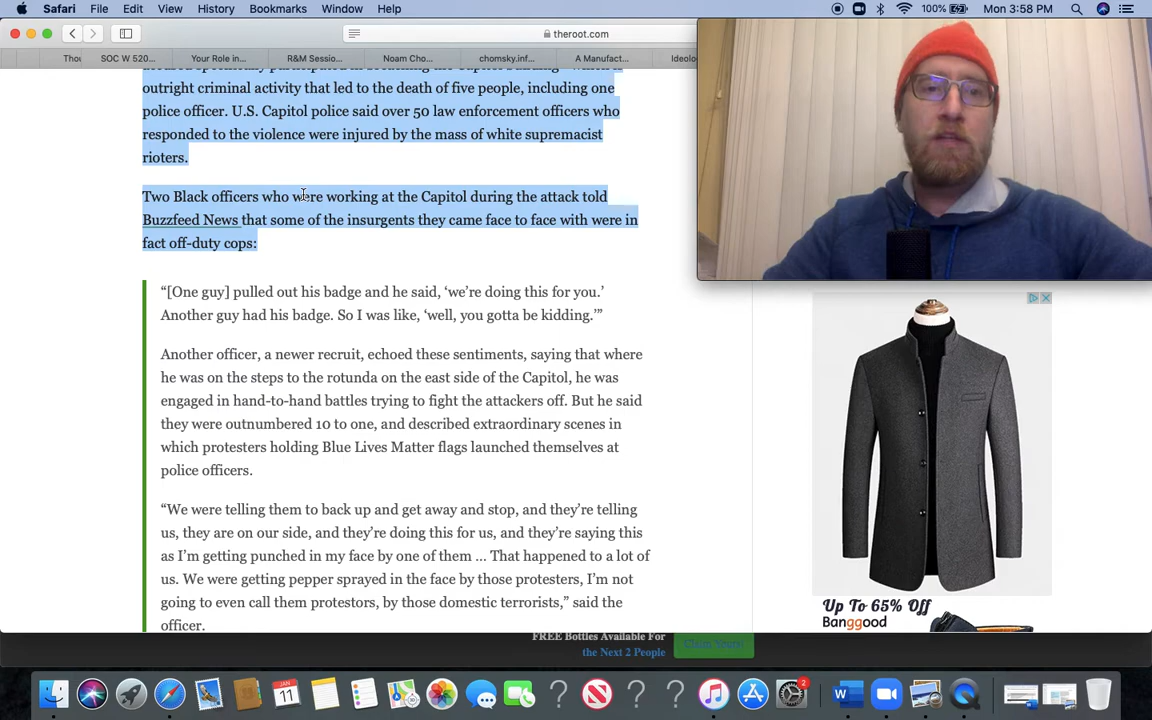 Safari File Edit View History Bookmarks Window Help 100% Mon 3:58 PM
theroot.com
Thou SOC W 520... Your Role in... R&M Sessio... Noam Cho... chomsky.inf... A Manufact... Ideolo
outright criminal activity that led to the death of five people, including one
police officer. U.S. Capitol police said over 50 law enforcement officers who
responded to the violence were injured by the mass of white supremacist
rioters.
Two Black officers who were working at the Capitol during the attack told
Buzzfeed News that some of the insurgents they came face to face with were in
fact off-duty cops:
“[One guy] pulled out his badge and he said, ‘we’re doing this for you.’
Another guy had his badge. So I was like, ‘well, you gotta be kidding.’”
Another officer, a newer recruit, echoed these sentiments, saying that where
he was on the steps to the rotunda on the east side of the Capitol, he was
engaged in hand-to-hand battles trying to fight the attackers off. But he said
they were outnumbered 10 to one, and described extraordinary scenes in
which protesters holding Blue Lives Matter flags launched themselves at
police officers.
“We were telling them to back up and get away and stop, and they’re telling
us, they are on our side, and they’re doing this for us, and they’re saying this
as I’m getting punched in my face by one of them … That happened to a lot of
us. We were getting pepper sprayed in the face by those protesters, I’m not
going to even call them protestors, by those domestic terrorists,” said the
officer.
Up To 65% Off
Banggood
FREE Bottles Available For
the Next 2 People
JAN
11
2